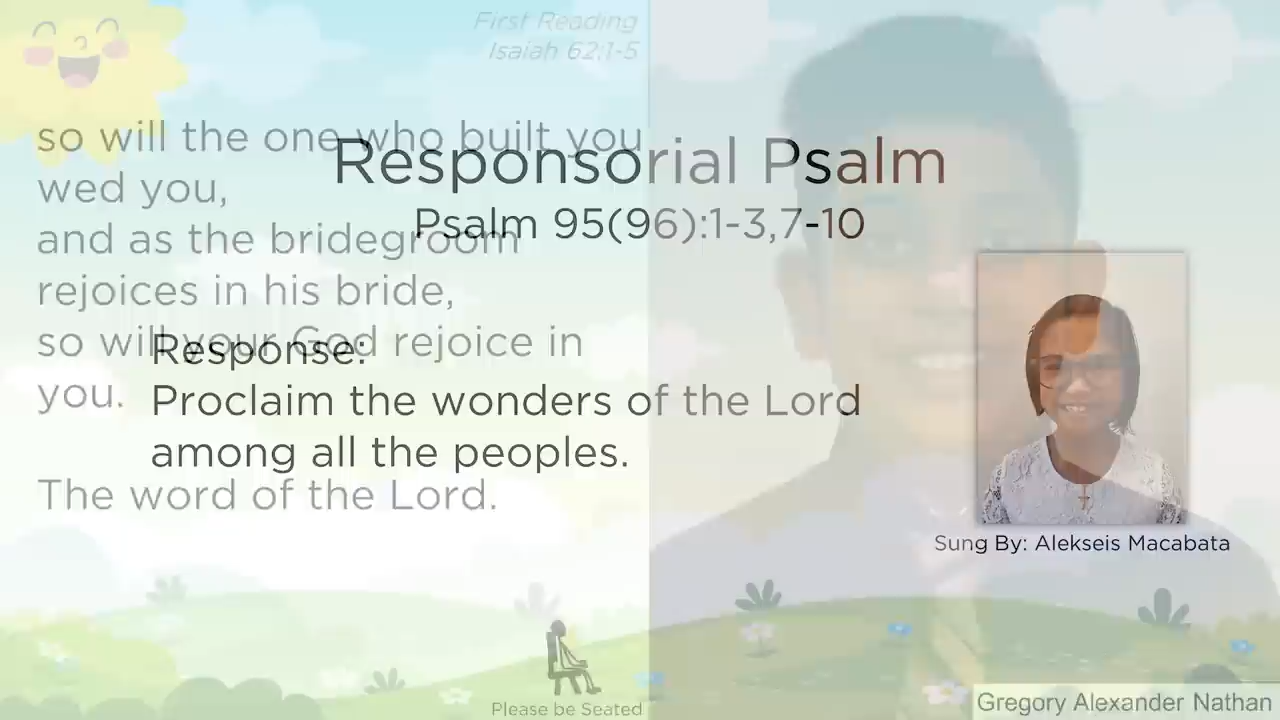 First Reading
Isaiah 62:1-5
so will the one who built you
wed you,
and as the bridegroom
rejoices in his bride,
so will your God rejoice in
you.
The word of the Lord.
Responsorial Psalm
Psalm 95(96):1-3,7-10
Response:
Proclaim the wonders of the Lord
among all the peoples.
Sung By: Alekseis Macabata
Please be Seated
Gregory Alexander Nathan